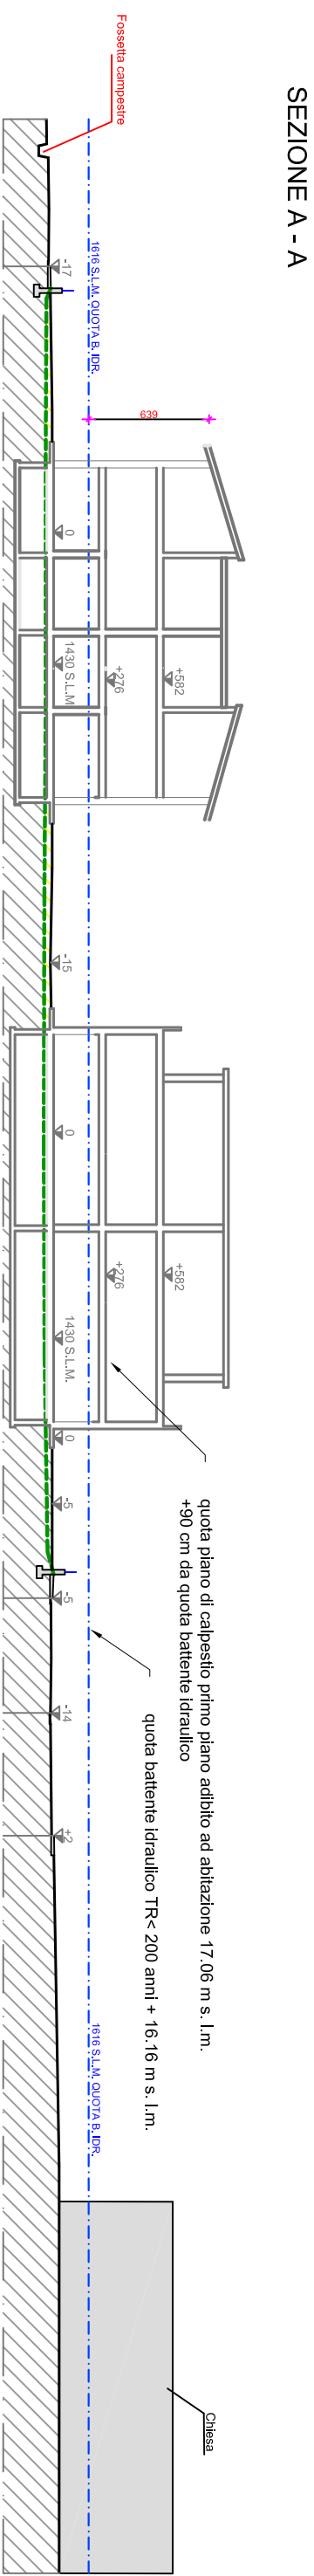 SEZIONE A - A
Fossetta campestre
-17
1616 S.L.M. QUOTA B. IDR.
639
0
1430 S.L.M
+276
+582
-15
0
+276
+582
1430 S.L.M.
0
-5
-5
-14
+2
quota piano di calpestio primo piano adibito ad abitazione 17.06 m s. l.m.
+90 cm da quota battente idraulico
quota battente idraulico TR< 200 anni + 16.16 m s. l.m.
1616 S.L.M. QUOTA B. IDR.
Chiesa